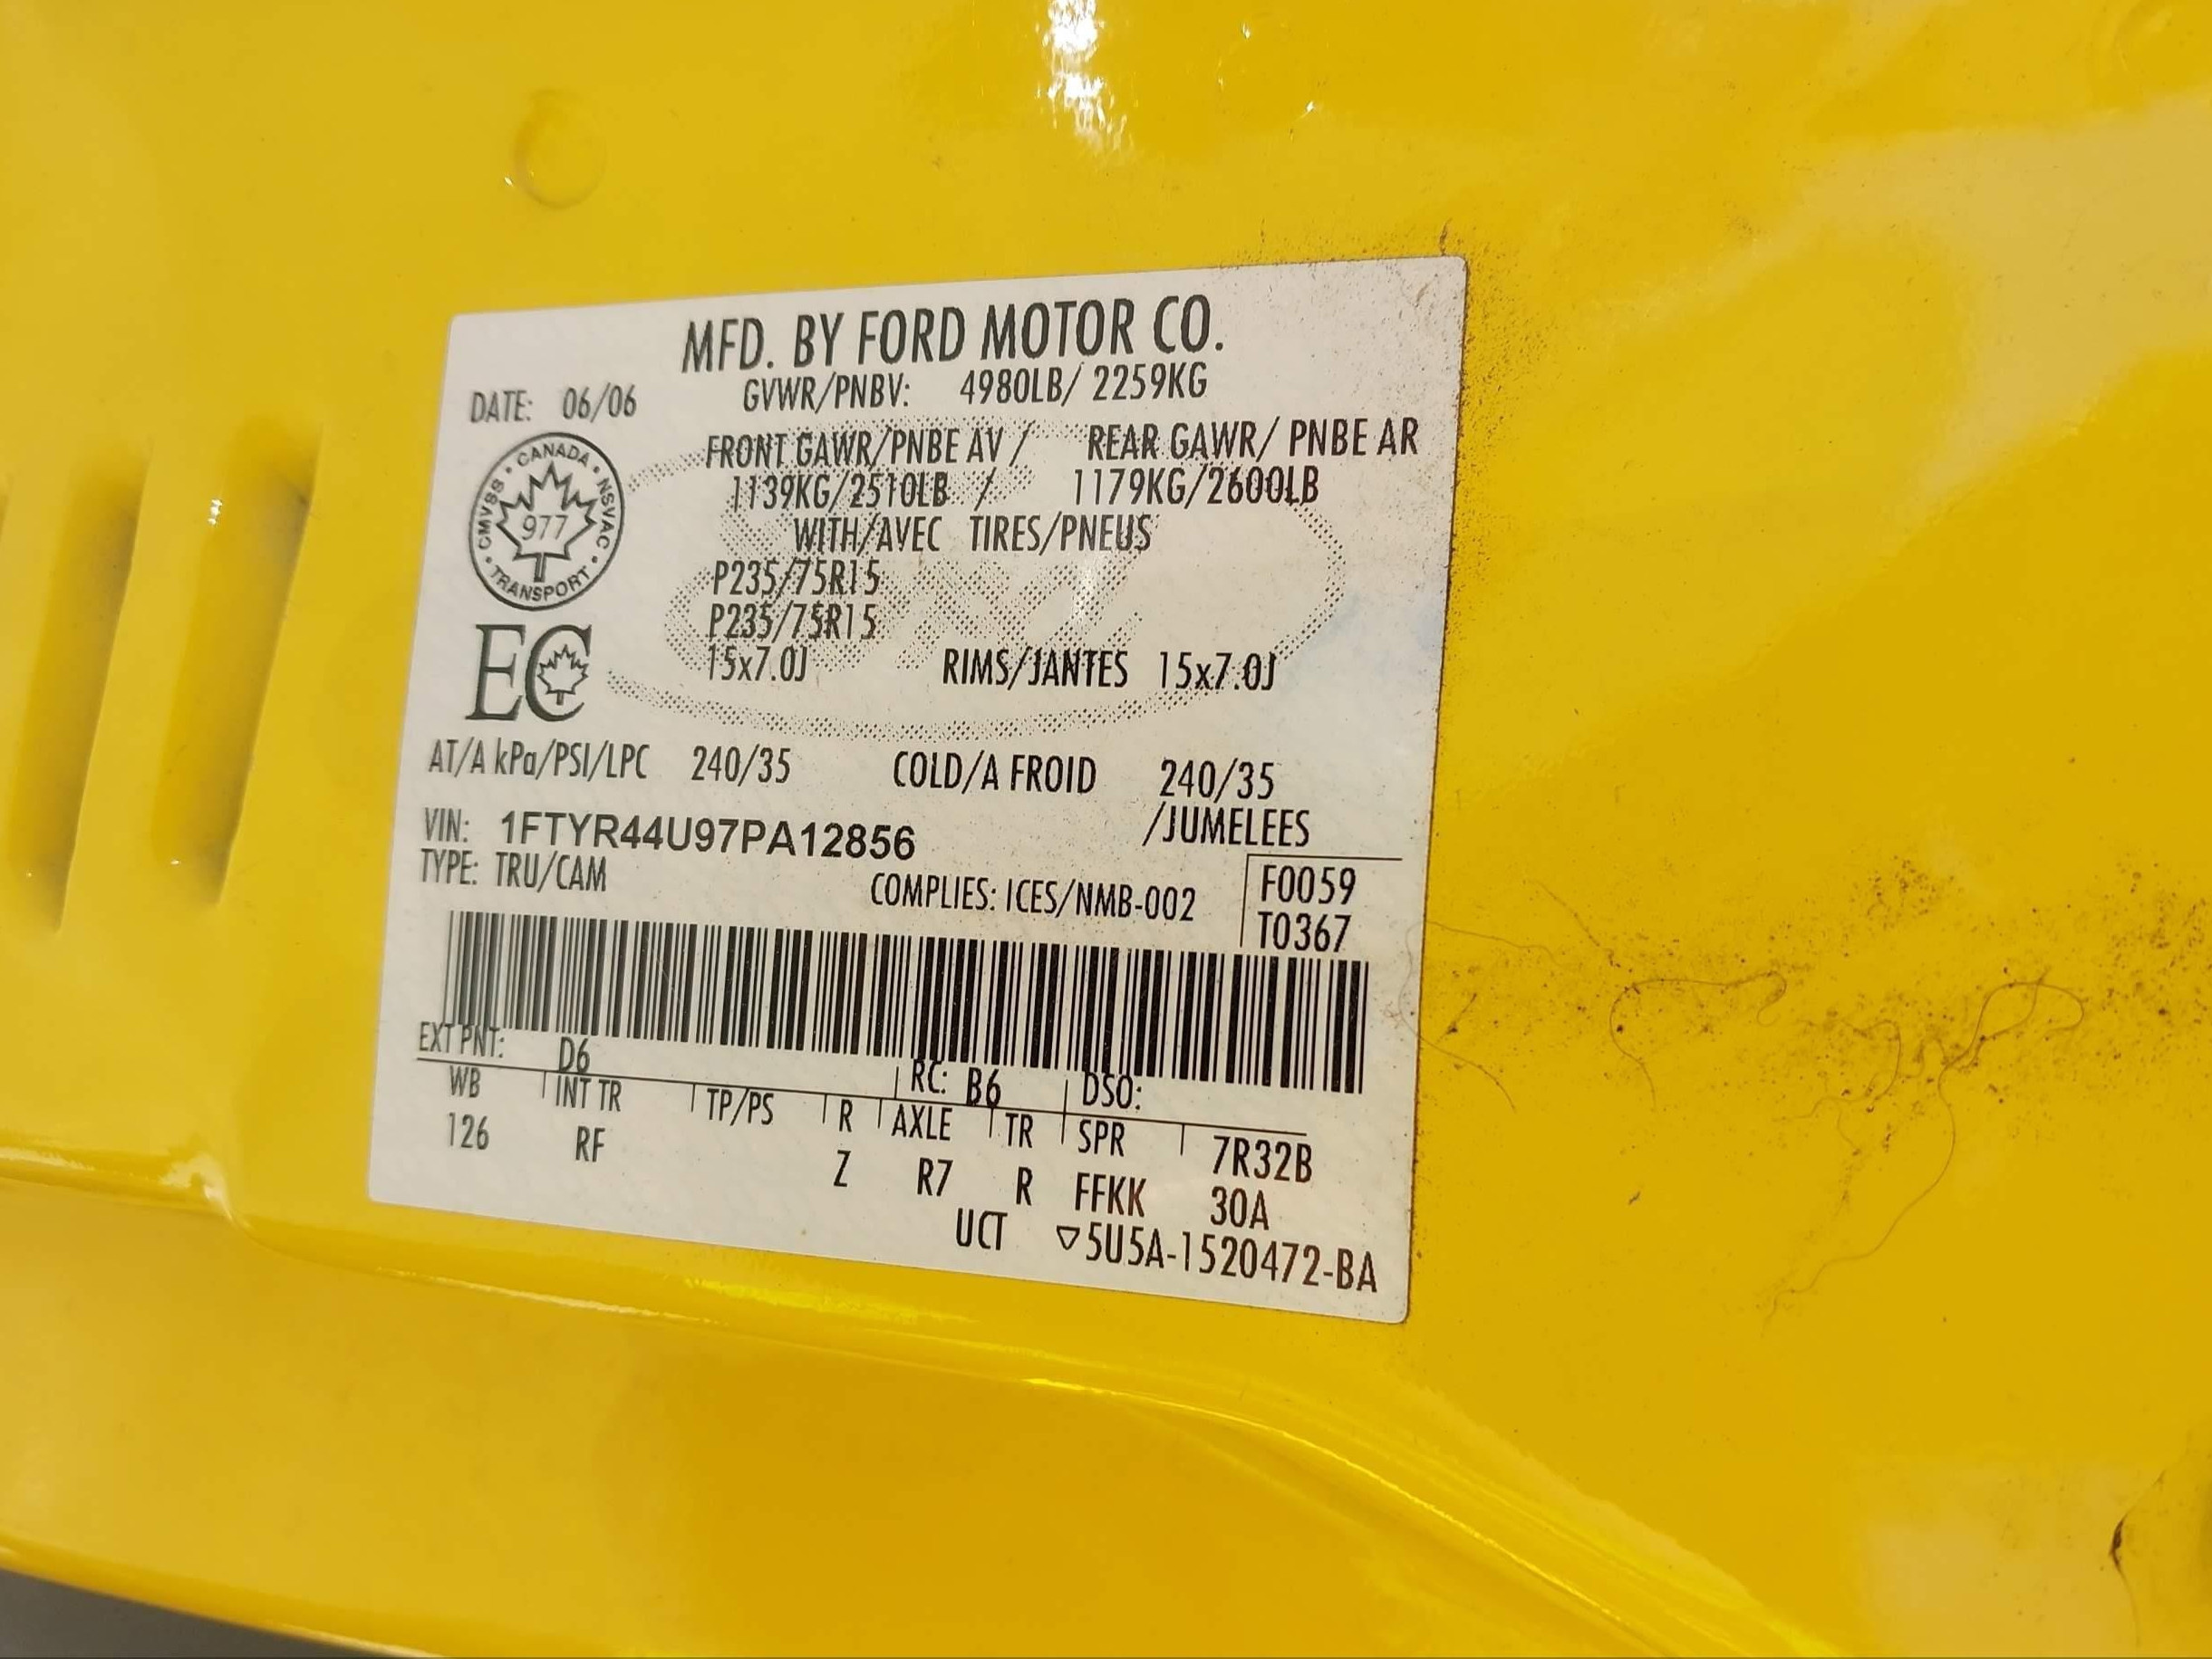 MFD. BY FORD MOTOR CO.
DATE: 06/06 GVWR/PNBV: 4980LB/ 2259KG
FRONT GAWR/PNBE AV / REAR GAWR/ PNBE AR
1139KG/2510LB / 1179KG/2600LB
WITH/AVEC TIRES/PNEUS
P235/75R15
P235/75R15
15x7.0J RIMS/JANTES 15x7.0J
CANADA • NSVAC • TRANSPORT • CMVSS •
977
EC
AT/A kPa/PSI/LPC 240/35 COLD/A FROID 240/35
/JUMELEES
VIN: 1FTYR44U97PA12856
TYPE: TRU/CAM
COMPLIES: ICES/NMB-002
F0059
T0367
EXT PNT: D6 RC: B6 DSO:
WB INT TR TP/PS R AXLE TR SPR 7R32B
126 RF Z R7 R FFKK 30A
UCT ▽5U5A-1520472-BA